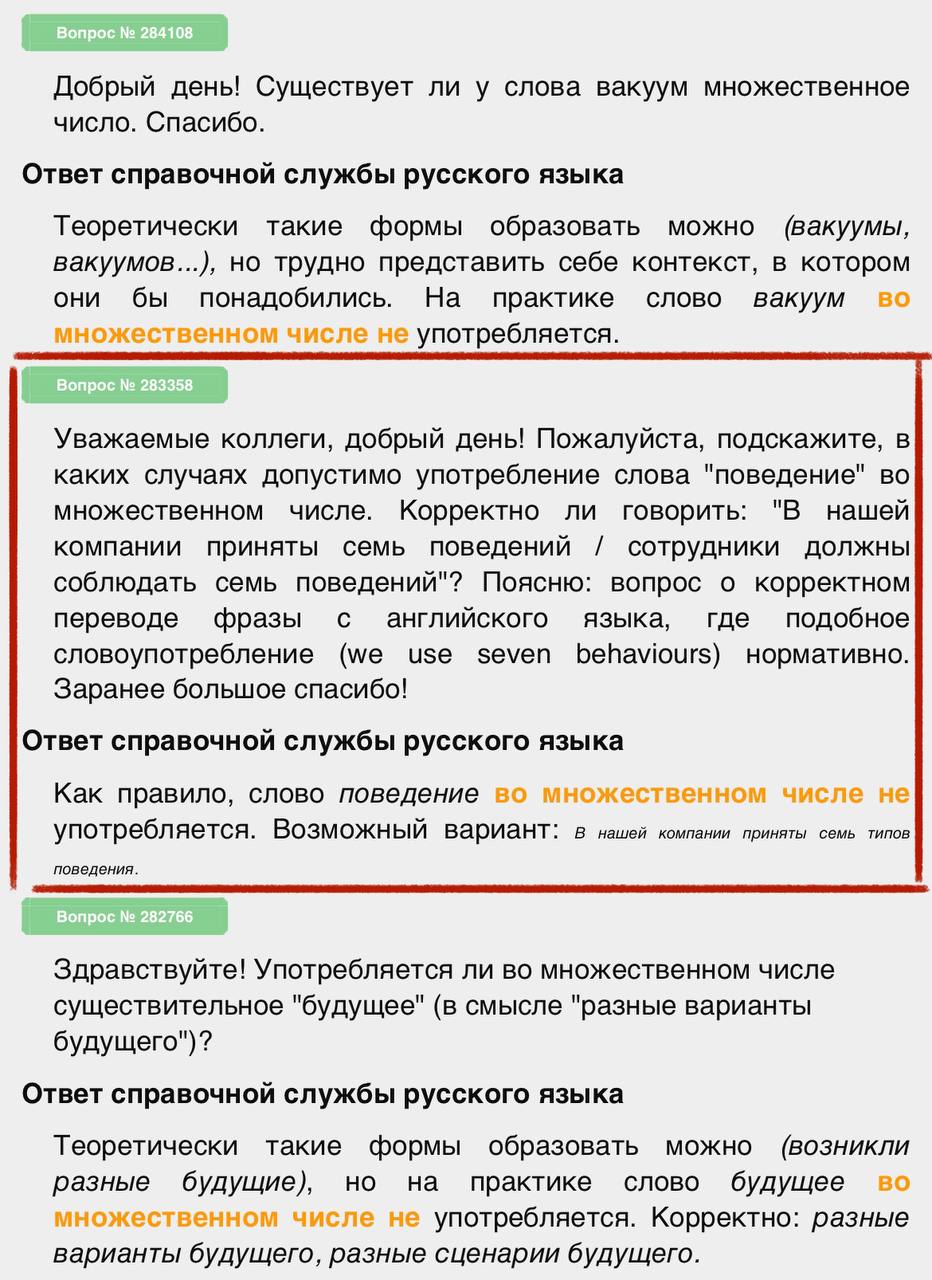 Вопрос № 284108
Добрый день! Существует ли у слова вакуум множественное
число. Спасибо.
Ответ справочной службы русского языка
Теоретически такие формы образовать можно (вакуумы,
вакуумов...), но трудно представить себе контекст, в котором
они бы понадобились. На практике слово вакуум во
множественном числе не употребляется.
Вопрос № 283358
Уважаемые коллеги, добрый день! Пожалуйста, подскажите, в
каких случаях допустимо употребление слова "поведение" во
множественном числе. Корректно ли говорить: "В нашей
компании приняты семь поведений / сотрудники должны
соблюдать семь поведений"? Поясню: вопрос о корректном
переводе фразы с английского языка, где подобное
словоупотребление (we use seven behaviours) нормативно.
Заранее большое спасибо!
Ответ справочной службы русского языка
Как правило, слово поведение во множественном числе не
употребляется. Возможный вариант: В нашей компании приняты семь типов
поведения.
Вопрос № 282766
Здравствуйте! Употребляется ли во множественном числе
существительное "будущее" (в смысле "разные варианты
будущего")?
Ответ справочной службы русского языка
Теоретически такие формы образовать можно (возникли
разные будущие), но на практике слово будущее во
множественном числе не употребляется. Корректно: разные
варианты будущего, разные сценарии будущего.